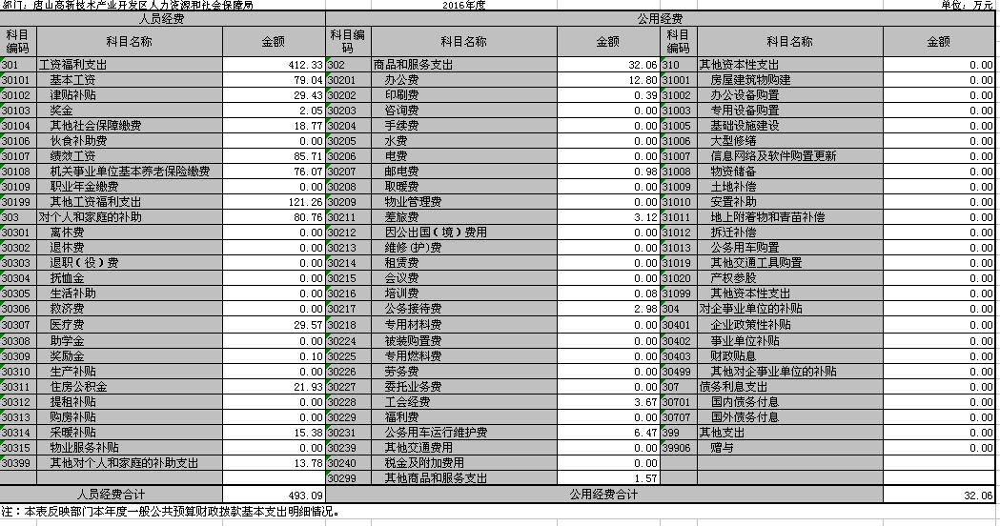 部门：唐山高新技术产业开发区人力资源和社会保障局 2016年度 单位：万元
人员经费 公用经费
科目编码 科目名称 金额 科目编码 科目名称 金额 科目编码 科目名称 金额
301 工资福利支出 412.33 302 商品和服务支出 32.06 310 其他资本性支出 0.00
30101 基本工资 79.04 30201 办公费 12.80 31001 房屋建筑物购建 0.00
30102 津贴补贴 29.43 30202 印刷费 0.39 31002 办公设备购置 0.00
30103 奖金 2.05 30203 咨询费 0.00 31003 专用设备购置 0.00
30104 其他社会保障缴费 18.77 30204 手续费 0.00 31005 基础设施建设 0.00
30106 伙食补助费 0.00 30205 水费 0.00 31006 大型修缮 0.00
30107 绩效工资 85.71 30206 电费 0.00 31007 信息网络及软件购置更新 0.00
30108 机关事业单位基本养老保险缴费 76.07 30207 邮电费 0.98 31008 物资储备 0.00
30109 职业年金缴费 0.00 30208 取暖费 0.00 31009 土地补偿 0.00
30199 其他工资福利支出 121.26 30209 物业管理费 0.00 31010 安置补助 0.00
303 对个人和家庭的补助 80.76 30211 差旅费 3.12 31011 地上附着物和青苗补偿 0.00
30301 离休费 0.00 30212 因公出国（境）费用 0.00 31012 拆迁补偿 0.00
30302 退休费 0.00 30213 维修(护)费 0.00 31013 公务用车购置 0.00
30303 退职（役）费 0.00 30214 租赁费 0.00 31019 其他交通工具购置 0.00
30304 抚恤金 0.00 30215 会议费 0.00 31020 产权参股 0.00
30305 生活补助 0.00 30216 培训费 0.08 31099 其他资本性支出 0.00
30306 救济费 0.00 30217 公务接待费 2.98 304 对企事业单位的补贴 0.00
30307 医疗费 29.57 30218 专用材料费 0.00 30401 企业政策性补贴 0.00
30308 助学金 0.00 30224 被装购置费 0.00 30402 事业单位补贴 0.00
30309 奖励金 0.10 30225 专用燃料费 0.00 30403 财政贴息 0.00
30310 生产补贴 0.00 30226 劳务费 0.00 30499 其他对企事业单位的补贴 0.00
30311 住房公积金 21.93 30227 委托业务费 0.00 307 债务利息支出 0.00
30312 提租补贴 0.00 30228 工会经费 3.67 30701 国内债务付息 0.00
30313 购房补贴 0.00 30229 福利费 0.00 30707 国外债务付息 0.00
30314 采暖补贴 15.38 30231 公务用车运行维护费 6.47 399 其他支出 0.00
30315 物业服务补贴 0.00 30239 其他交通费用 0.00 39906 赠与 0.00
30399 其他对个人和家庭的补助支出 13.78 30240 税金及附加费用 0.00
30299 其他商品和服务支出 1.57
人员经费合计 493.09 公用经费合计 32.06
注：本表反映部门本年度一般公共预算财政拨款基本支出明细情况。